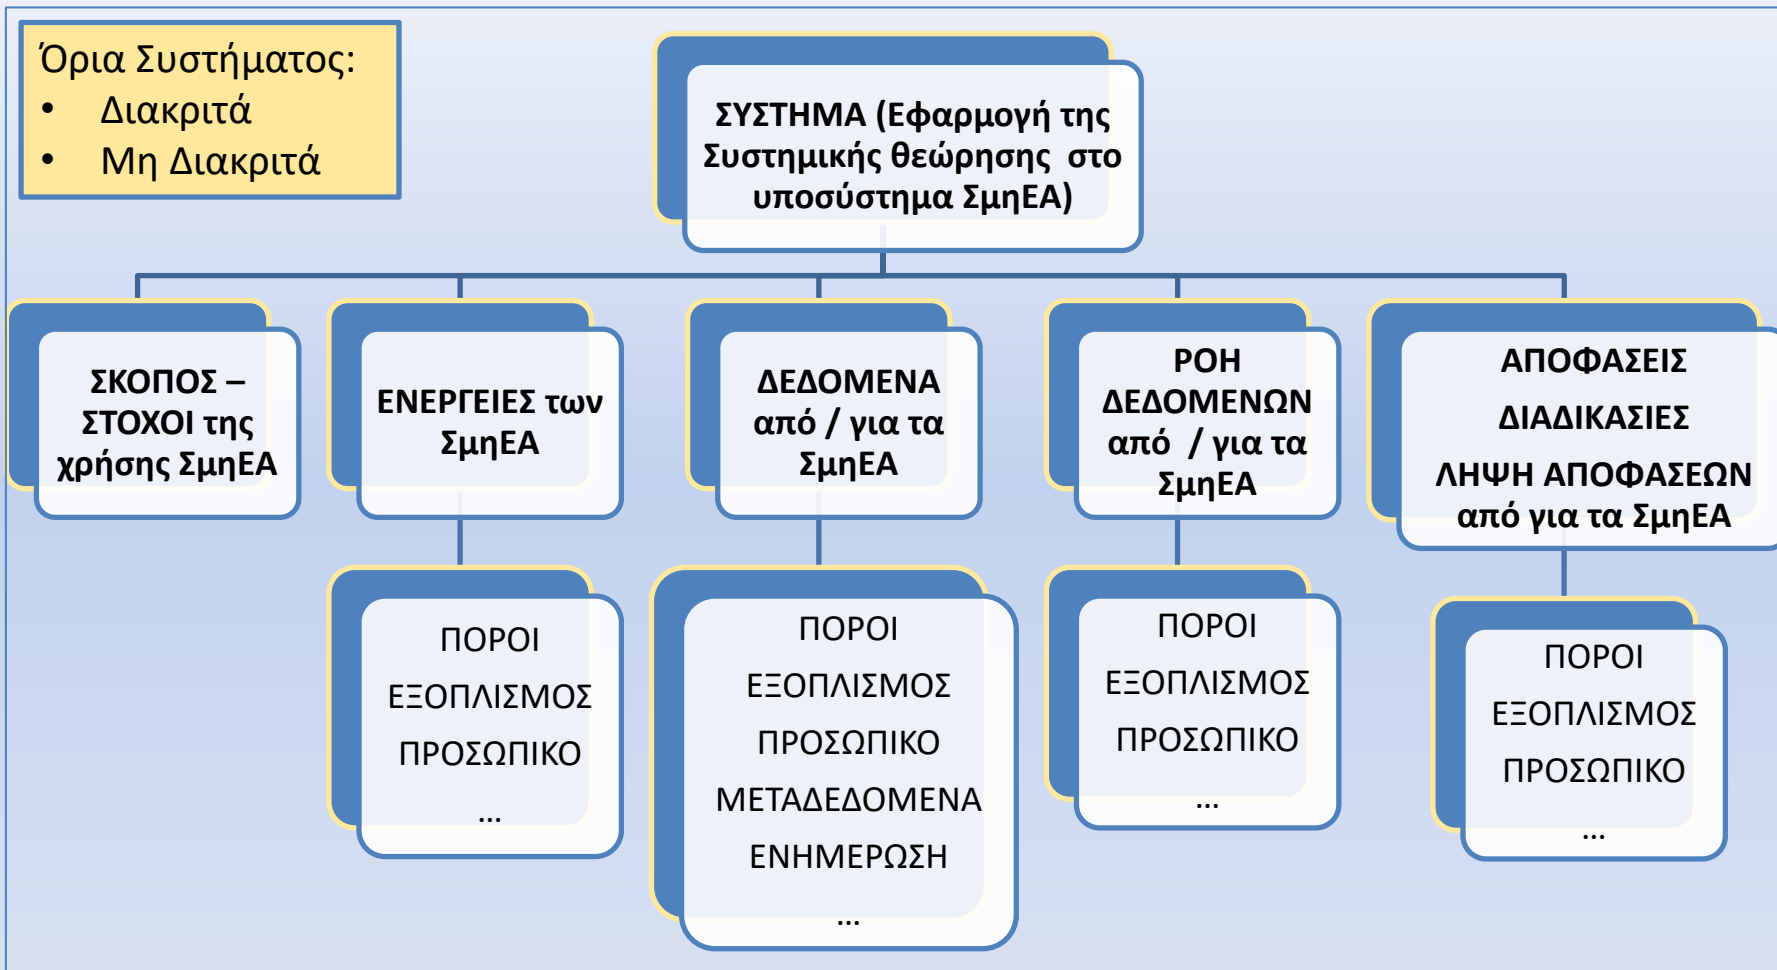 Όρια Συστήματος:
• Διακριτά
• Μη Διακριτά
ΣΥΣΤΗΜΑ (Εφαρμογή της
Συστημικής θεώρησης στο
υποσύστημα ΣμηΕΑ)
ΣΚΟΠΟΣ –
ΣΤΟΧΟΙ της
χρήσης ΣμηΕΑ
ΕΝΕΡΓΕΙΕΣ των
ΣμηΕΑ
ΔΕΔΟΜΕΝΑ
από / για τα
ΣμηΕΑ
ΡΟΗ
ΔΕΔΟΜΕΝΩΝ
από / για τα
ΣμηΕΑ
ΑΠΟΦΑΣΕΙΣ
ΔΙΑΔΙΚΑΣΙΕΣ
ΛΗΨΗ ΑΠΟΦΑΣΕΩΝ
από για τα ΣμηΕΑ
ΠΟΡΟΙ
ΕΞΟΠΛΙΣΜΟΣ
ΠΡΟΣΩΠΙΚΟ
...
ΠΟΡΟΙ
ΕΞΟΠΛΙΣΜΟΣ
ΠΡΟΣΩΠΙΚΟ
ΜΕΤΑΔΕΔΟΜΕΝΑ
ΕΝΗΜΕΡΩΣΗ
...
ΠΟΡΟΙ
ΕΞΟΠΛΙΣΜΟΣ
ΠΡΟΣΩΠΙΚΟ
...
ΠΟΡΟΙ
ΕΞΟΠΛΙΣΜΟΣ
ΠΡΟΣΩΠΙΚΟ
...